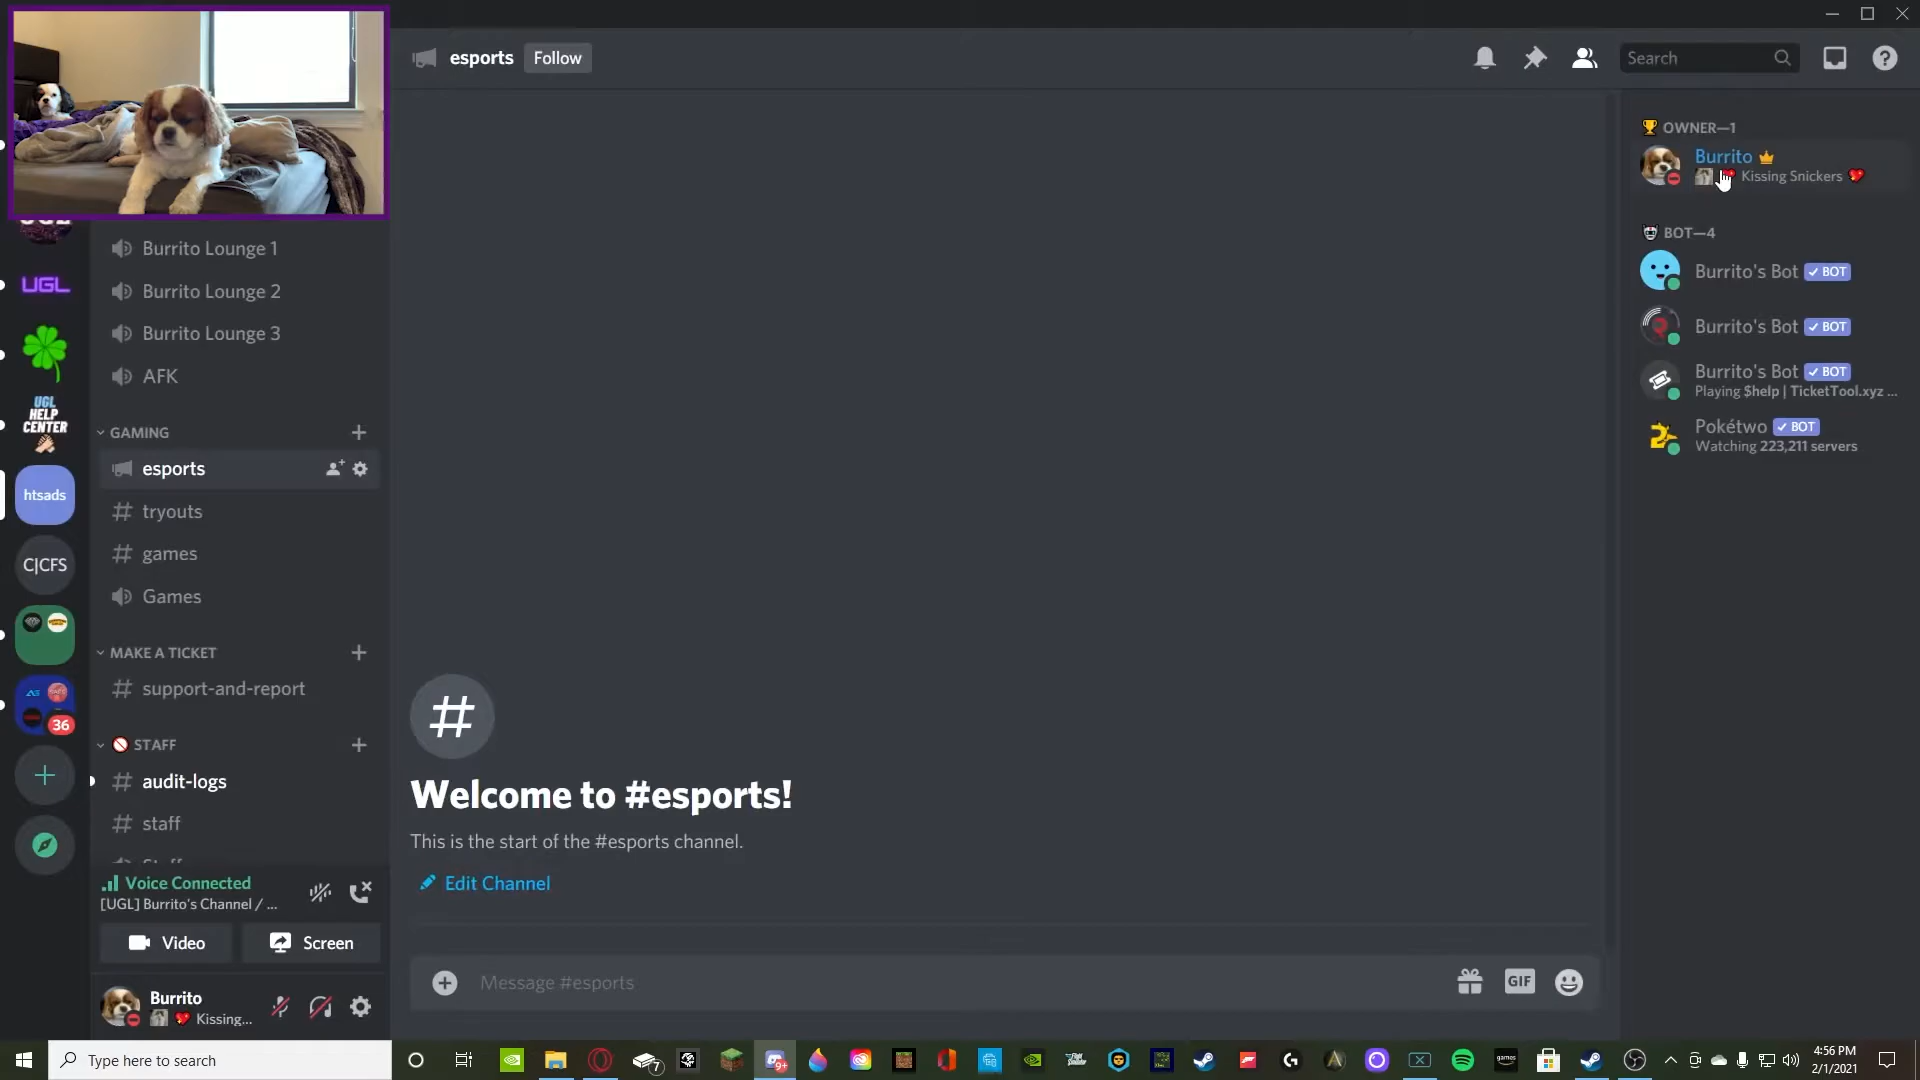 esports
Follow
Search
UGL
UGL
HELP
CENTER
htsads
C|CFS
36
Burrito Lounge 1
Burrito Lounge 2
Burrito Lounge 3
AFK
GAMING
esports
tryouts
games
Games
MAKE A TICKET
support-and-report
STAFF
audit-logs
staff
Voice Connected
[UGL] Burrito's Channel / ...
Video
Screen
Burrito
Kissing...
Welcome to #esports!
This is the start of the #esports channel.
Edit Channel
Message #esports
GIF
OWNER—1
Burrito
Kissing Snickers
BOT—4
Burrito's Bot ✓ BOT
Burrito's Bot ✓ BOT
Burrito's Bot ✓ BOT
Playing $help | TicketTool.xyz ...
Pokétwo ✓ BOT
Watching 223,211 servers
Type here to search
7
9+
games
4:56 PM
2/1/2021